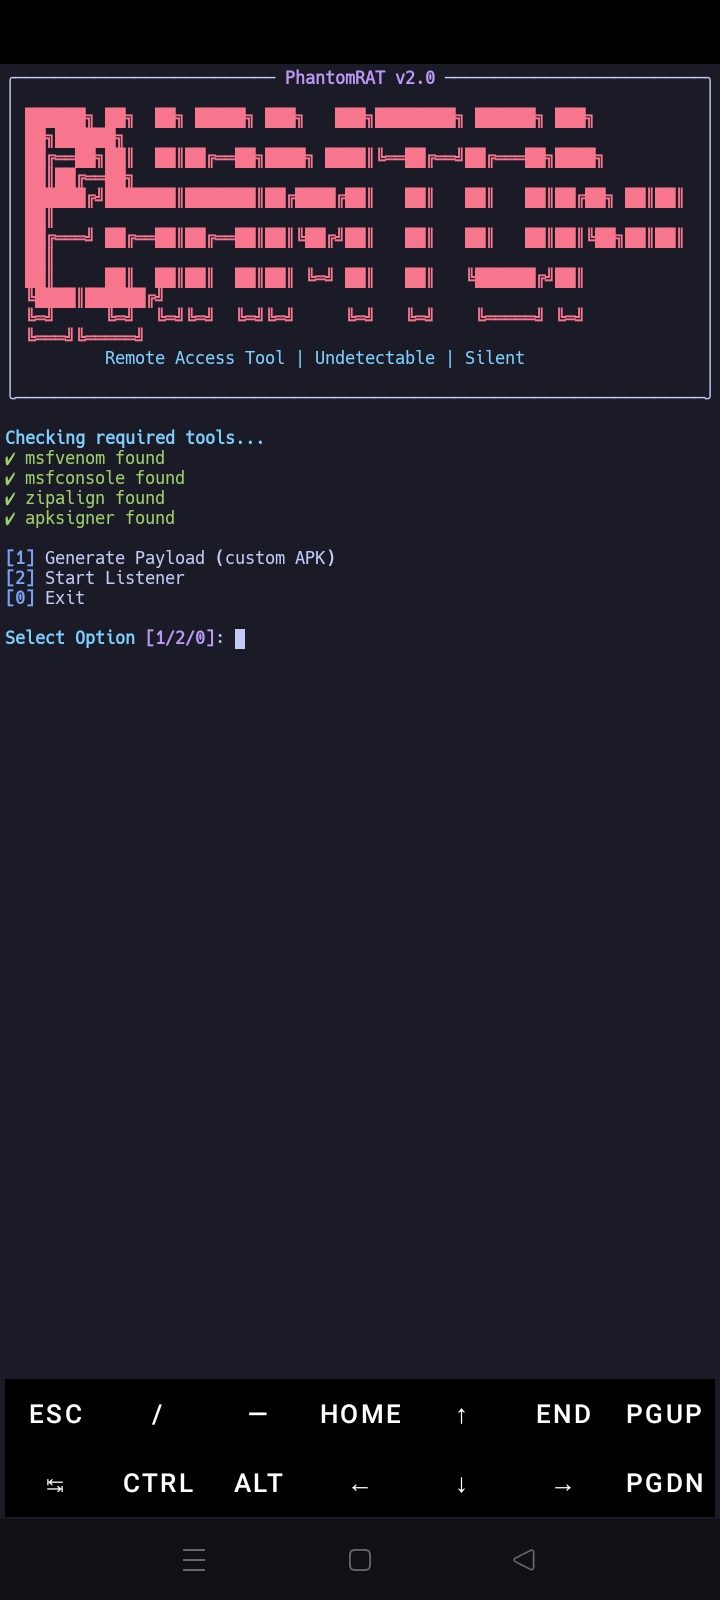 PhantomRAT v2.0
Remote Access Tool | Undetectable | Silent
Checking required tools...
✔ msfvenom found
✔ msfconsole found
✔ zipalign found
✔ apksigner found
[1] Generate Payload (custom APK)
[2] Start Listener
[0] Exit
Select Option [1/2/0]:
ESC / — HOME ↑ END PGUP
↹ CTRL ALT ← ↓ → PGDN